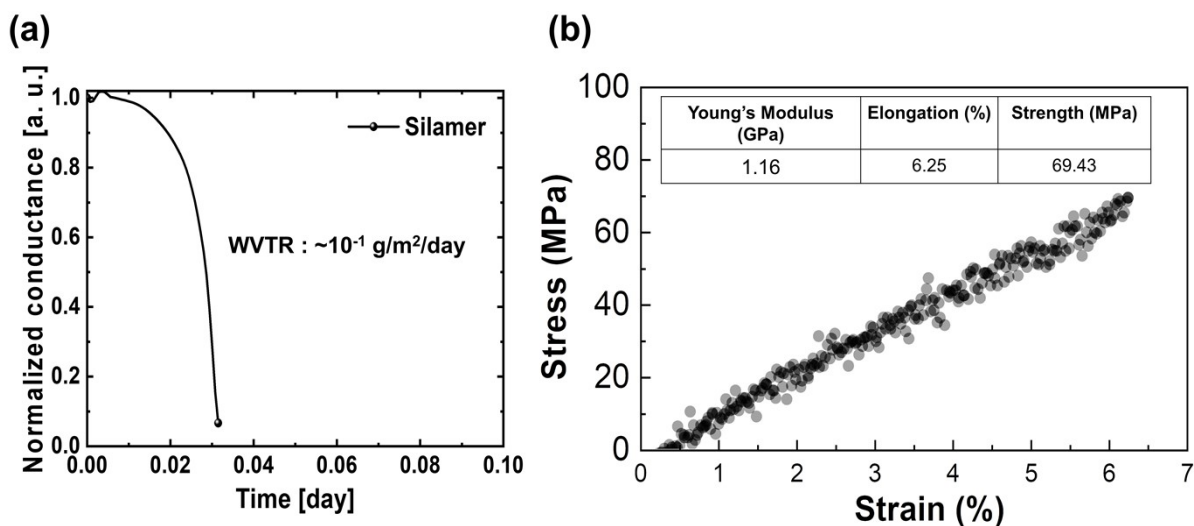 (a)
Normalized conductance [a. u.]
1.0
0.8
0.6
0.4
0.2
0.0
Silamer
WVTR : ~10⁻¹ g/m²/day
0.00 0.02 0.04 0.06 0.08 0.10
Time [day]
(b)
Stress (MPa)
100
80
60
40
20
0
Young's Modulus (GPa) Elongation (%) Strength (MPa)
1.16 6.25 69.43
0 1 2 3 4 5 6 7
Strain (%)